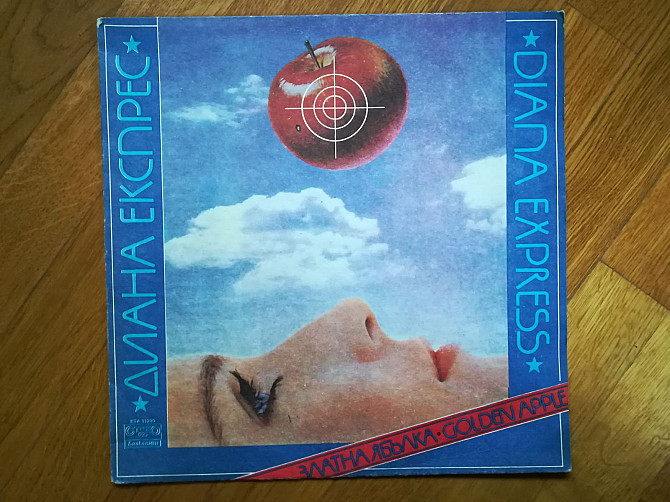 ДИАНА ЕКСПРЕС
DIANA EXPRESS
ЗЛАТНА ЯБЪЛКА · GOLDEN APPLE